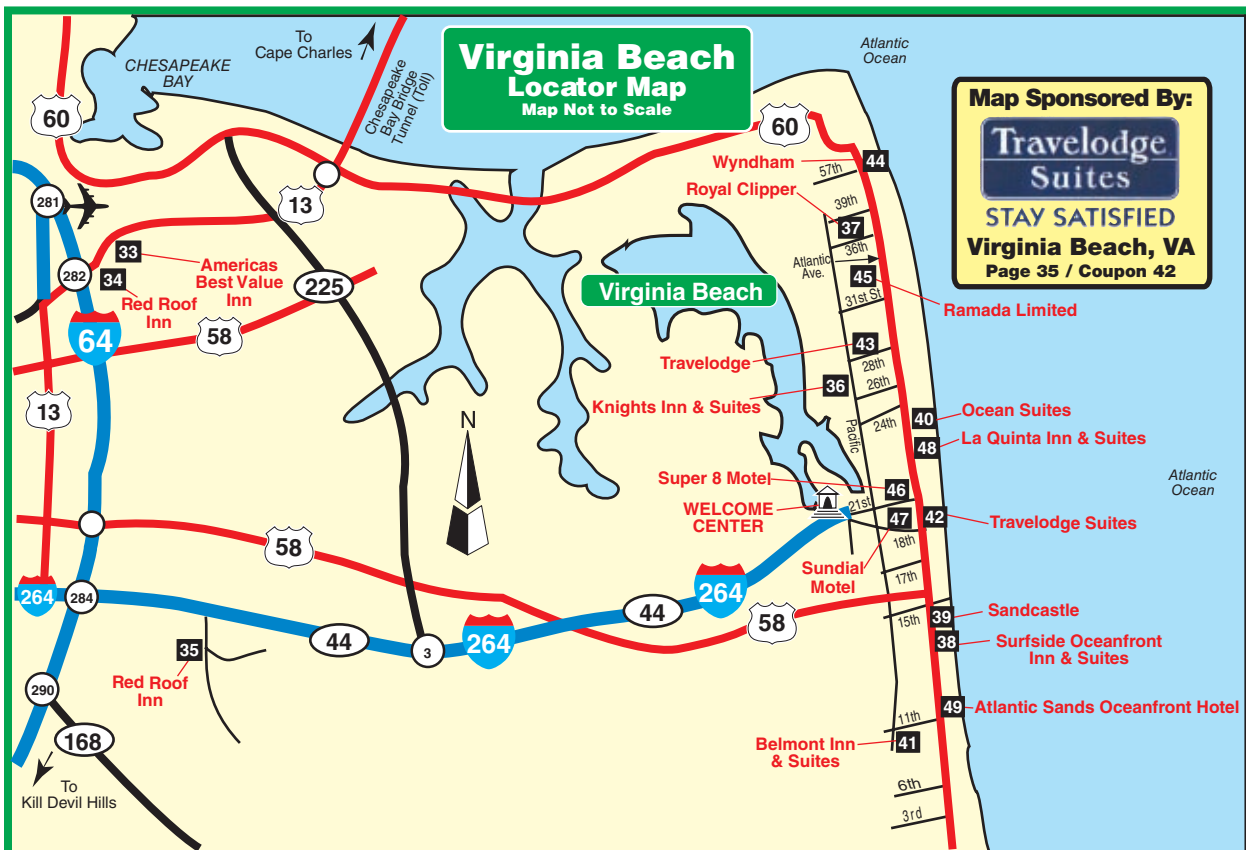 Virginia Beach
Locator Map
Map Not to Scale
Map Sponsored By:
Travelodge
Suites
STAY SATISFIED
Virginia Beach, VA
Page 35 / Coupon 42
To
Cape Charles
CHESAPEAKE
BAY
Chesapeake
Bay Bridge
Tunnel (Toll)
Atlantic
Ocean
60
60
Wyndham
44
57th
Royal Clipper
39th
37
36th
Atlantic
Ave.
45
31st St
Ramada Limited
281
13
282
33
34
Americas
Best Value
Inn
Red Roof
Inn
225
58
64
13
Virginia Beach
Travelodge
43
28th
36
26th
Knights Inn & Suites
24th
Pacific
40
Ocean Suites
48
La Quinta Inn & Suites
N
Super 8 Motel
46
WELCOME
CENTER
21st
47
42
Travelodge Suites
18th
Atlantic
Ocean
Sundial
Motel
17th
58
264
284
264
44
264
44
3
58
15th
39
Sandcastle
38
Surfside Oceanfront
Inn & Suites
35
Red Roof
Inn
290
168
To
Kill Devil Hills
49
Atlantic Sands Oceanfront Hotel
11th
Belmont Inn
& Suites
41
6th
3rd